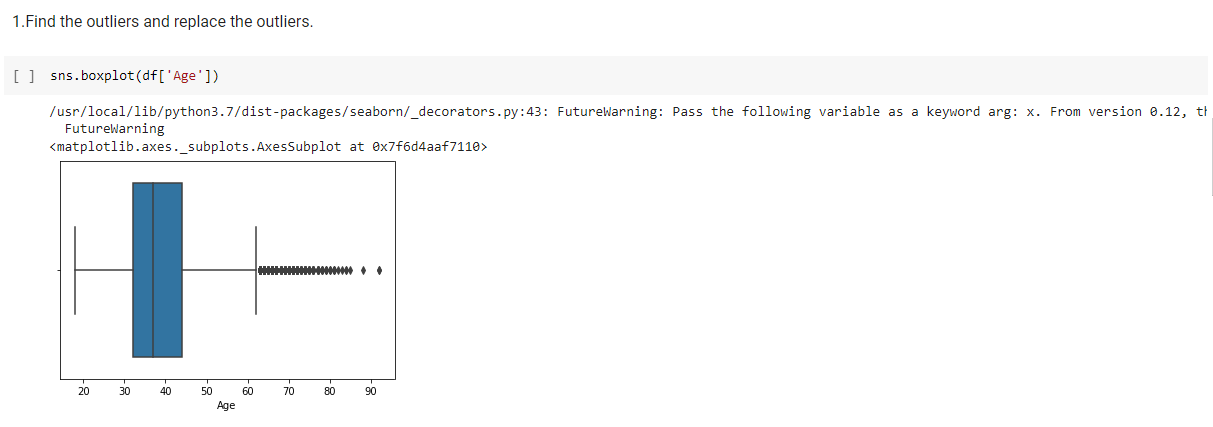 1.Find the outliers and replace the outliers.
[ ] sns.boxplot(df['Age'])
/usr/local/lib/python3.7/dist-packages/seaborn/_decorators.py:43: FutureWarning: Pass the following variable as a keyword arg: x. From version 0.12,
FutureWarning
<matplotlib.axes._subplots.AxesSubplot at 0x7f6d4aaf7110>
20 30 40 50 60 70 80 90
Age